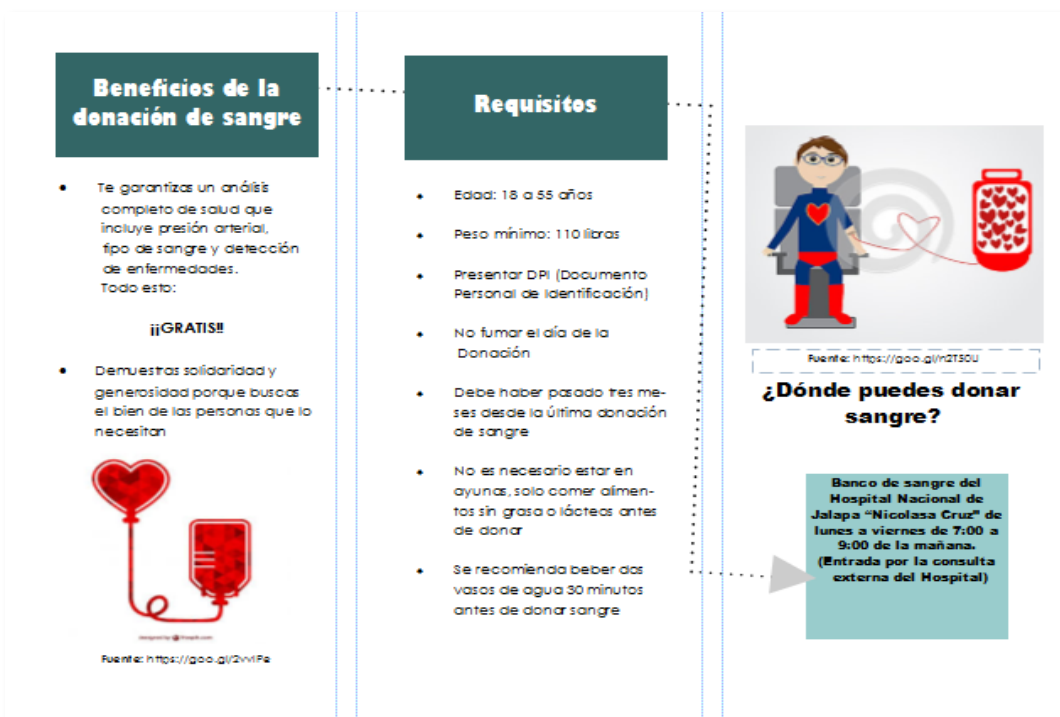 Beneficios de la
donación de sangre
Te garantizas un análisis
completo de salud que
incluye presión arterial,
tipo de sangre y detección
de enfermedades.
Todo esto:
¡¡GRATIS!!
Demuestras solidaridad y
generosidad porque buscas
el bien de las personas que lo
necesitan
designed by freepik.com
Fuente: https://goo.gl/2vvIPe
Requisitos
Edad: 18 a 55 años
Peso mínimo: 110 libras
Presentar DPI (Documento
Personal de Identificación)
No fumar el día de la
Donación
Debe haber pasado tres me-
ses desde la última donación
de sangre
No es necesario estar en
ayunas, solo comer alimen-
tos sin grasa o lácteos antes
de donar
Se recomienda beber dos
vasos de agua 30 minutos
antes de donar sangre
Fuente: https://goo.gl/n2T50U
¿Dónde puedes donar
sangre?
Banco de sangre del
Hospital Nacional de
Jalapa “Nicolasa Cruz” de
lunes a viernes de 7:00 a
9:00 de la mañana.
(Entrada por la consulta
externa del Hospital)